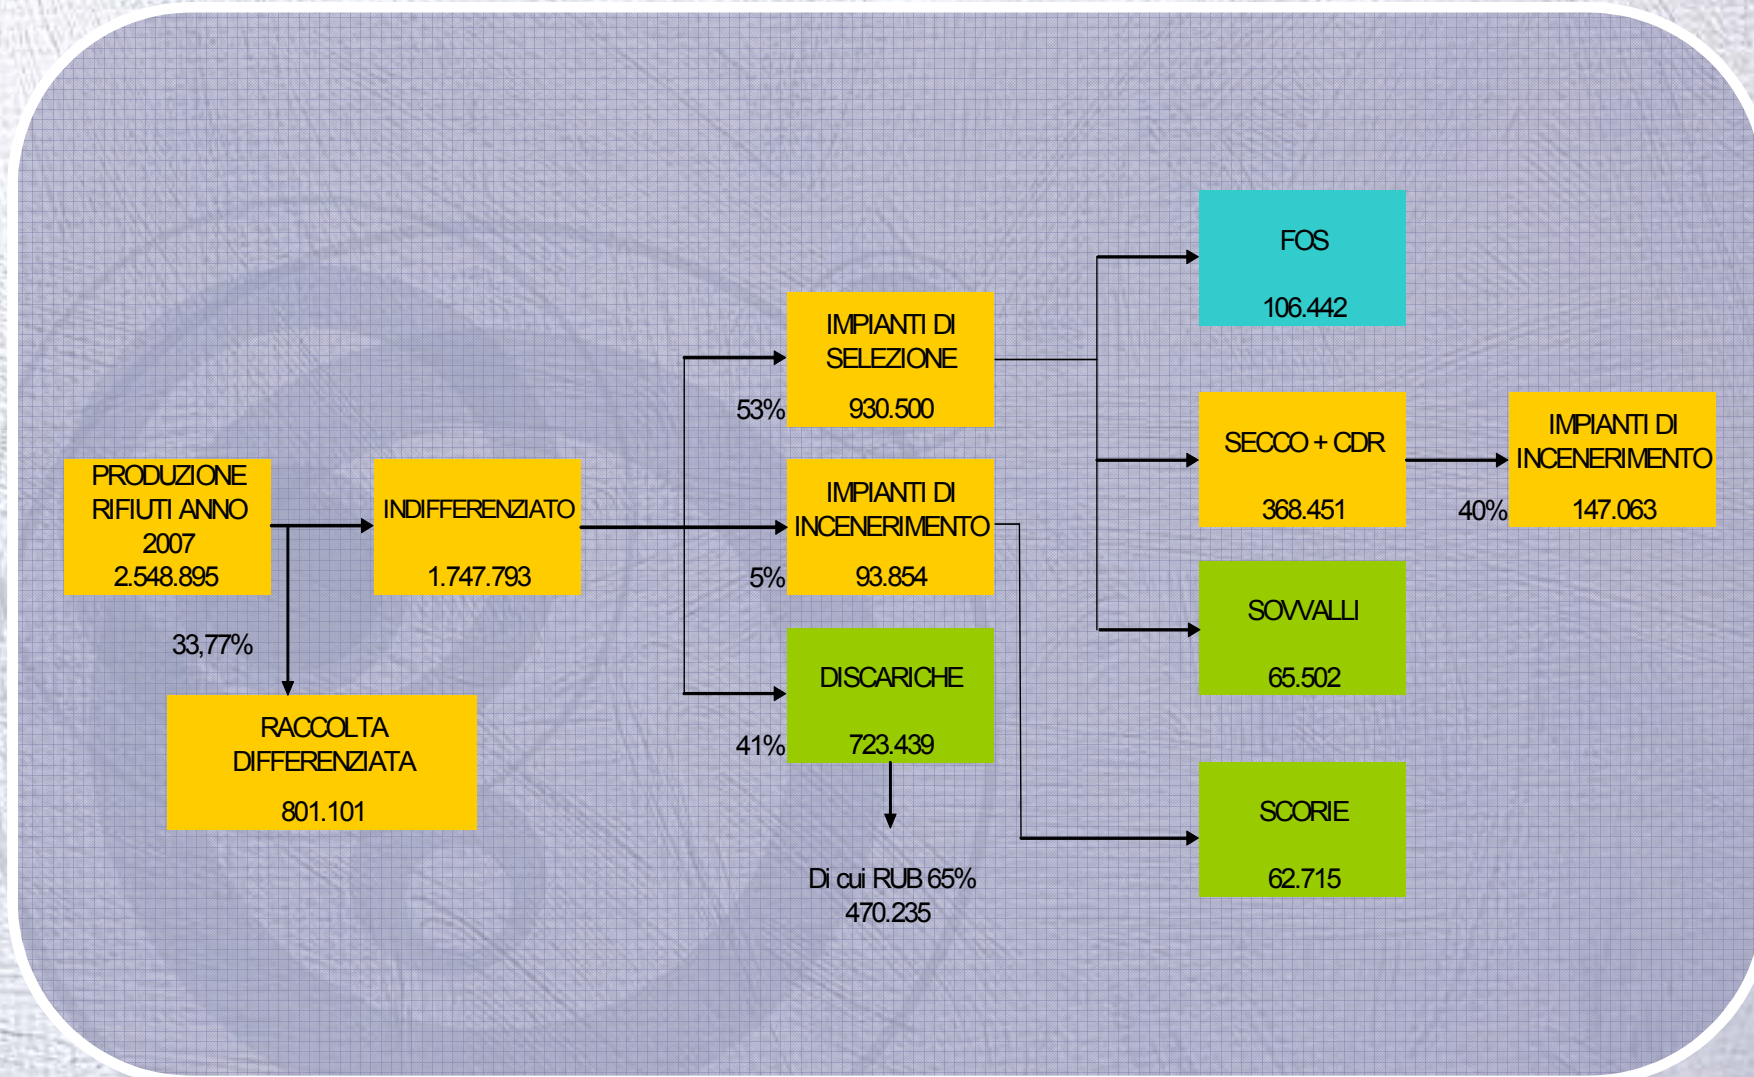 PRODUZIONE
RIFIUTI ANNO
2007
2.548.895
33,77%
RACCOLTA
DIFFERENZIATA
801.101
INDIFFERENZIATO
1.747.793
IMPIANTI DI
SELEZIONE
53%
930.500
IMPIANTI DI
INCENERIMENTO
5%
93.854
DISCARICHE
41%
723.439
Di cui RUB 65%
470.235
FOS
106.442
SECCO + CDR
368.451
IMPIANTI DI
INCENERIMENTO
40%
147.063
SOVVALLI
65.502
SCORIE
62.715